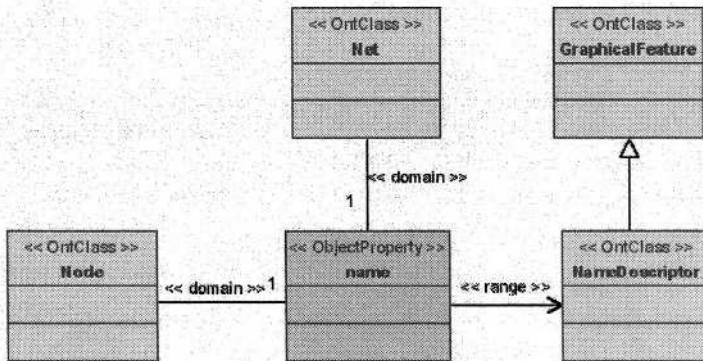 << OntClass >>
Net
<< OntClass >>
GraphicalFeature
<< domain >>
1
<< OntClass >>
Node
<< domain >>
1
<< ObjectProperty >>
name
<< range >>
<< OntClass >>
NameDescriptor